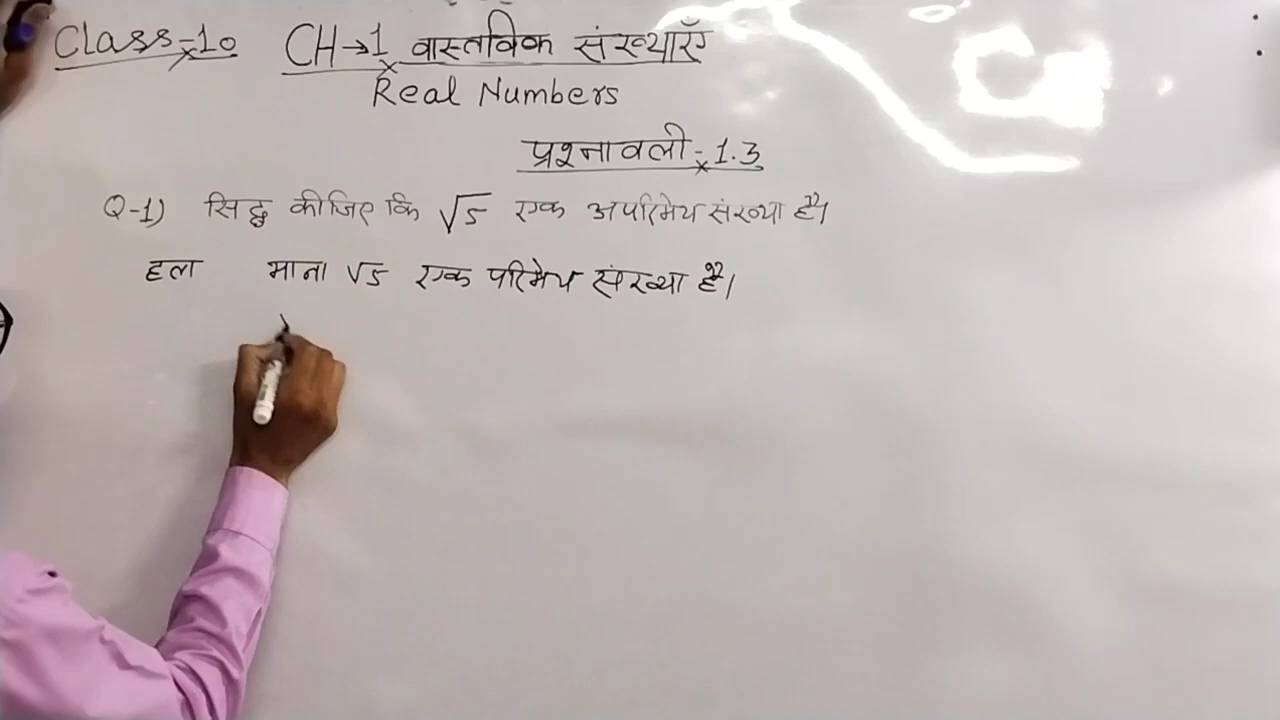 Class-10 CH→1 वास्तविक संख्याएँ
Real Numbers
प्रश्नावली-1.3
Q-1) सिद्ध कीजिए कि √5 एक अपरिमेय संख्या है।
हल माना √5 एक परिमेय संख्या है।